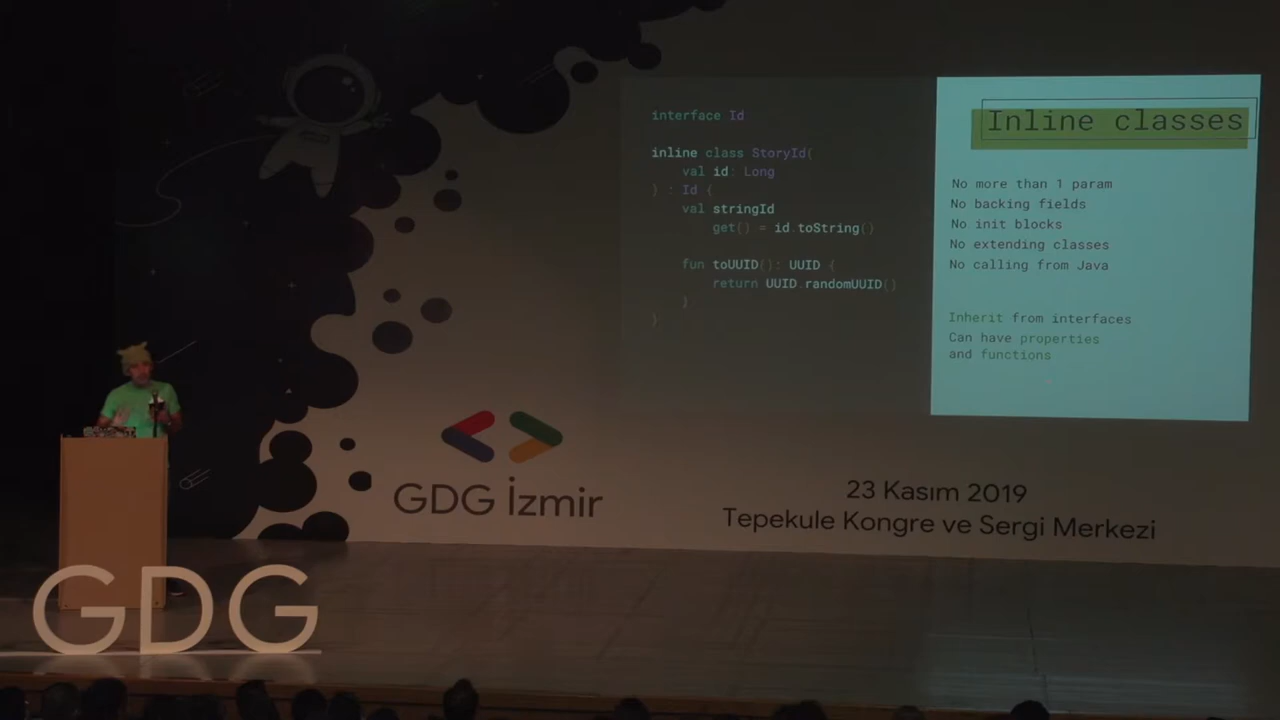 interface Id
inline class StoryId(
val id: Long
) : Id {
val stringId
get() = id.toString()
fun toUUID(): UUID {
return UUID.randomUUID()
}
}
Inline classes
No more than 1 param
No backing fields
No init blocks
No extending classes
No calling from Java
Inherit from interfaces
Can have properties
and functions
GDG İzmir
23 Kasım 2019
Tepekule Kongre ve Sergi Merkezi
GDG